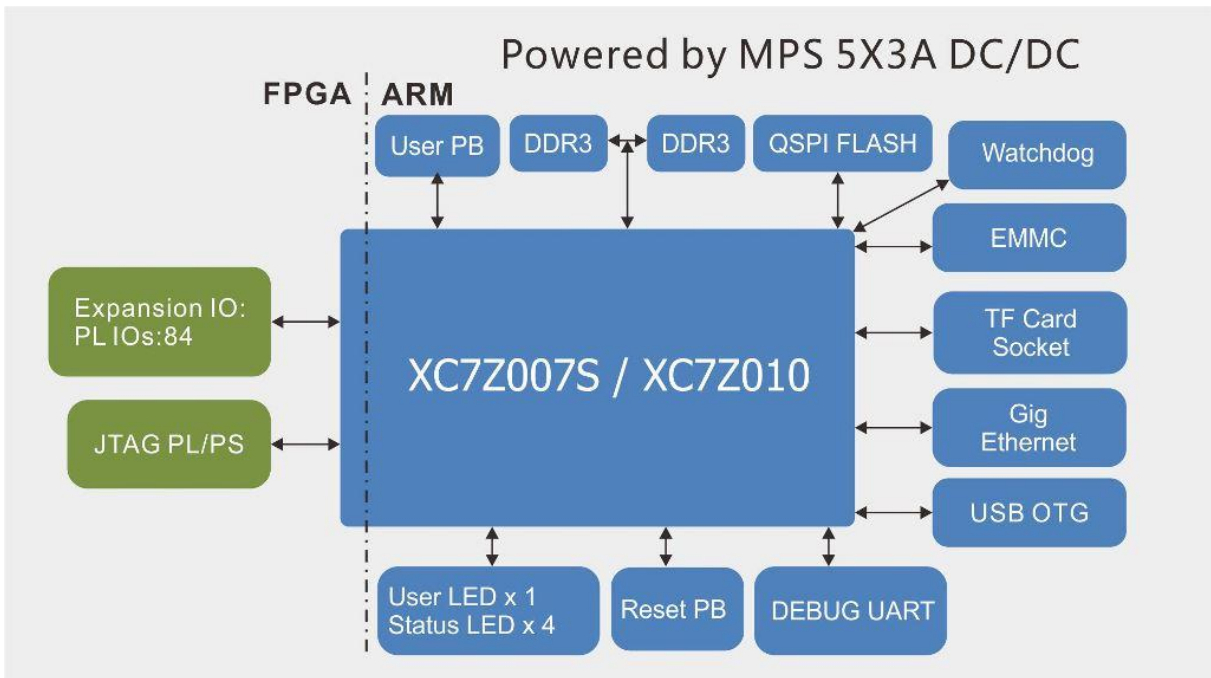 Powered by MPS 5X3A DC/DC
FPGA
ARM
User PB
DDR3
DDR3
QSPI FLASH
Watchdog
EMMC
Expansion IO:
PL IOs:84
TF Card
Socket
XC7Z007S / XC7Z010
JTAG PL/PS
Gig
Ethernet
USB OTG
User LED x 1
Status LED x 4
Reset PB
DEBUG UART